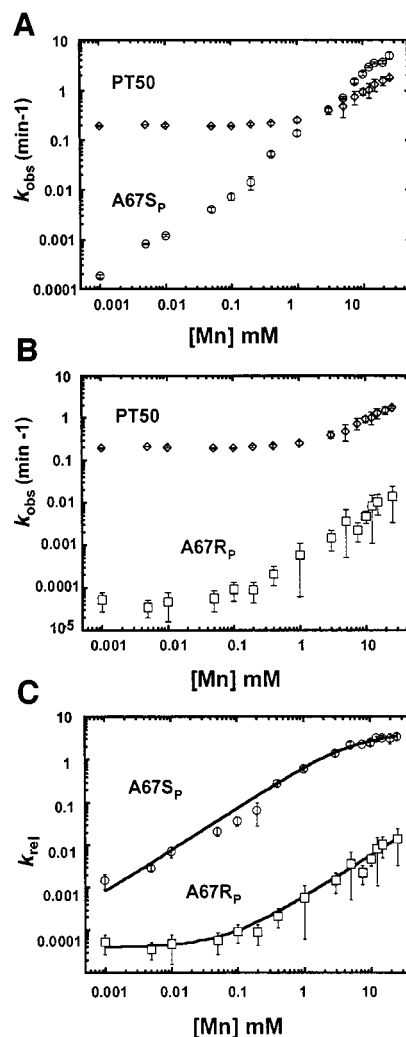 A
10
1
0.1
0.01
0.001
0.0001
kobs (min-1)
PT50
A67SP
0.001 0.01 0.1 1 10
[Mn] mM
B
10
1
0.1
0.01
0.001
0.0001
10-5
kobs (min -1)
PT50
A67RP
0.001 0.01 0.1 1 10
[Mn] mM
C
10
1
0.1
0.01
0.001
0.0001
krel
A67SP
A67RP
0.001 0.01 0.1 1 10
[Mn] mM